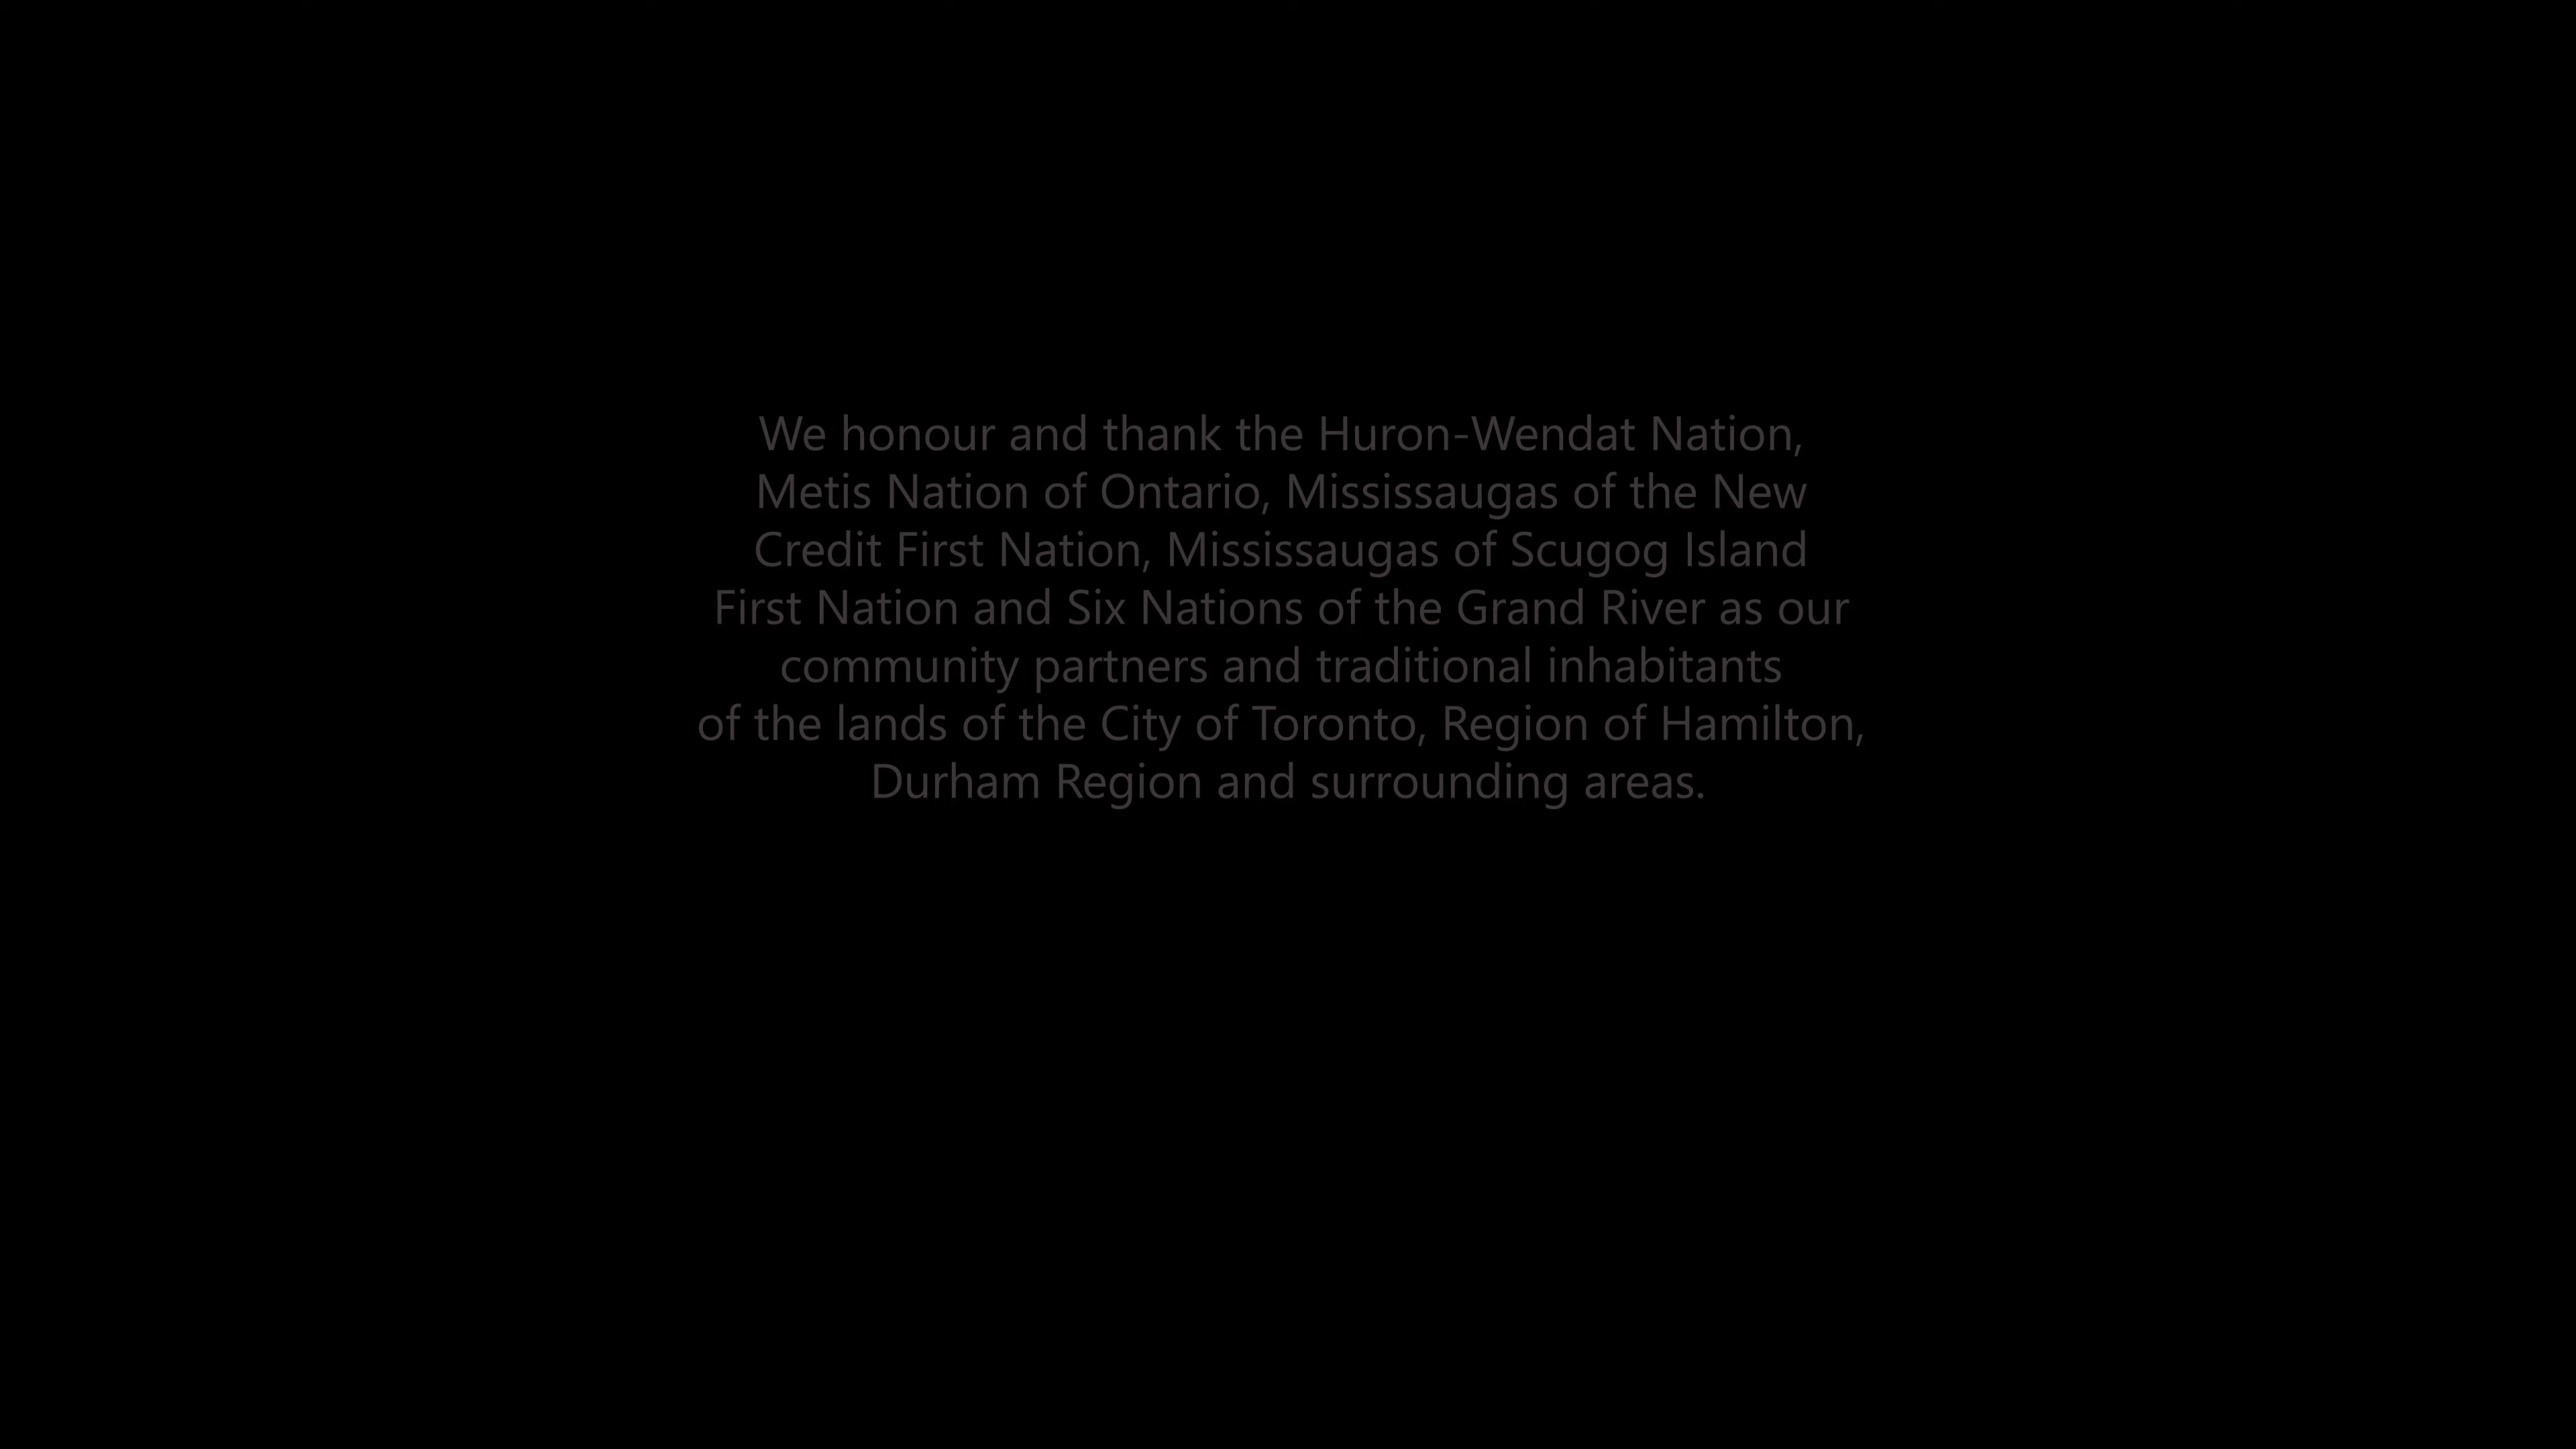 We honour and thank the Huron-Wendat Nation,
Metis Nation of Ontario, Mississaugas of the New
Credit First Nation, Mississaugas of Scugog Island
First Nation and Six Nations of the Grand River as our
community partners and traditional inhabitants
of the lands of the City of Toronto, Region of Hamilton,
Durham Region and surrounding areas.